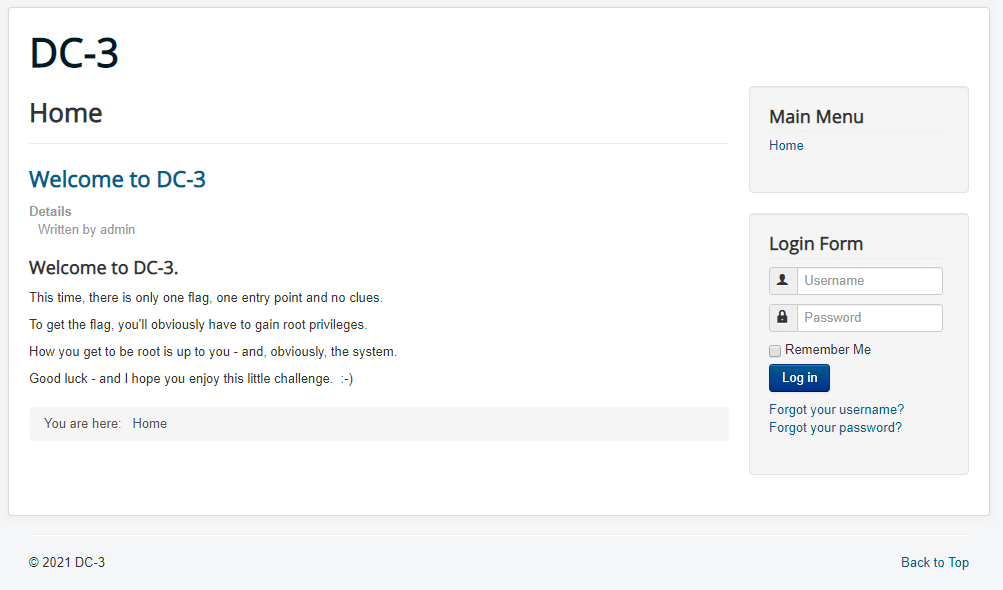 DC-3
Home
Welcome to DC-3
Details
Written by admin
Welcome to DC-3.
This time, there is only one flag, one entry point and no clues.
To get the flag, you'll obviously have to gain root privileges.
How you get to be root is up to you - and, obviously, the system.
Good luck - and I hope you enjoy this little challenge.  :-)
You are here:   Home
Main Menu
Home
Login Form
Username
Password
Remember Me
Log in
Forgot your username?
Forgot your password?
© 2021 DC-3
Back to Top